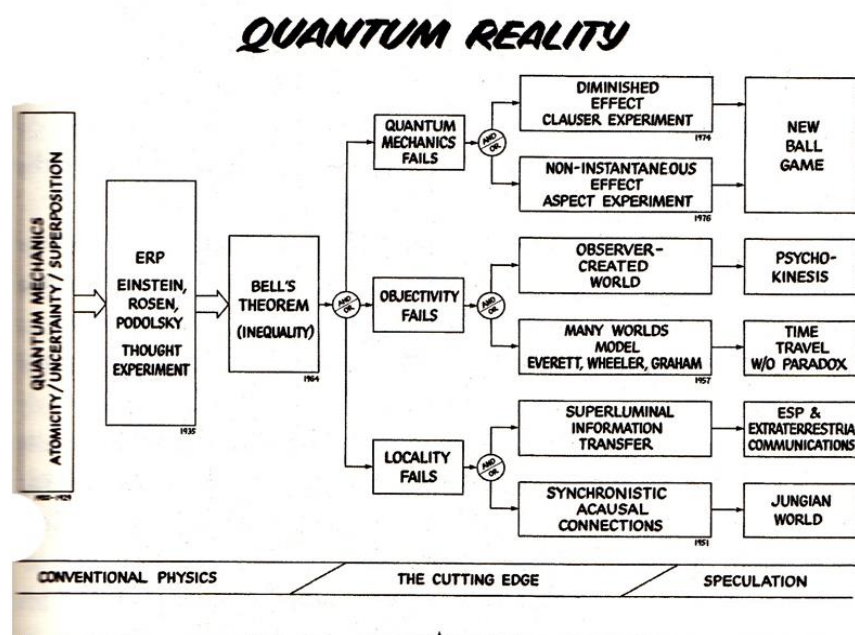 QUANTUM REALITY
QUANTUM MECHANICS
ATOMICITY/UNCERTAINTY/SUPERPOSITION
1900-1929
ERP
EINSTEIN,
ROSEN,
PODOLSKY
THOUGHT
EXPERIMENT
1935
BELL'S
THEOREM
(INEQUALITY)
1964
AND/OR
QUANTUM
MECHANICS
FAILS
AND/OR
DIMINISHED
EFFECT
CLAUSER EXPERIMENT
1974
NON-INSTANTANEOUS
EFFECT
ASPECT EXPERIMENT
1976
NEW
BALL
GAME
OBJECTIVITY
FAILS
AND/OR
OBSERVER-
CREATED
WORLD
PSYCHO-
KINESIS
MANY WORLDS
MODEL
EVERETT, WHEELER, GRAHAM
1957
TIME
TRAVEL
W/O PARADOX
LOCALITY
FAILS
AND/OR
SUPERLUMINAL
INFORMATION
TRANSFER
ESP &
EXTRATERRESTRIA
COMMUNICATIONS
SYNCHRONISTIC
ACAUSAL
CONNECTIONS
1951
JUNGIAN
WORLD
CONVENTIONAL PHYSICS
THE CUTTING EDGE
SPECULATION